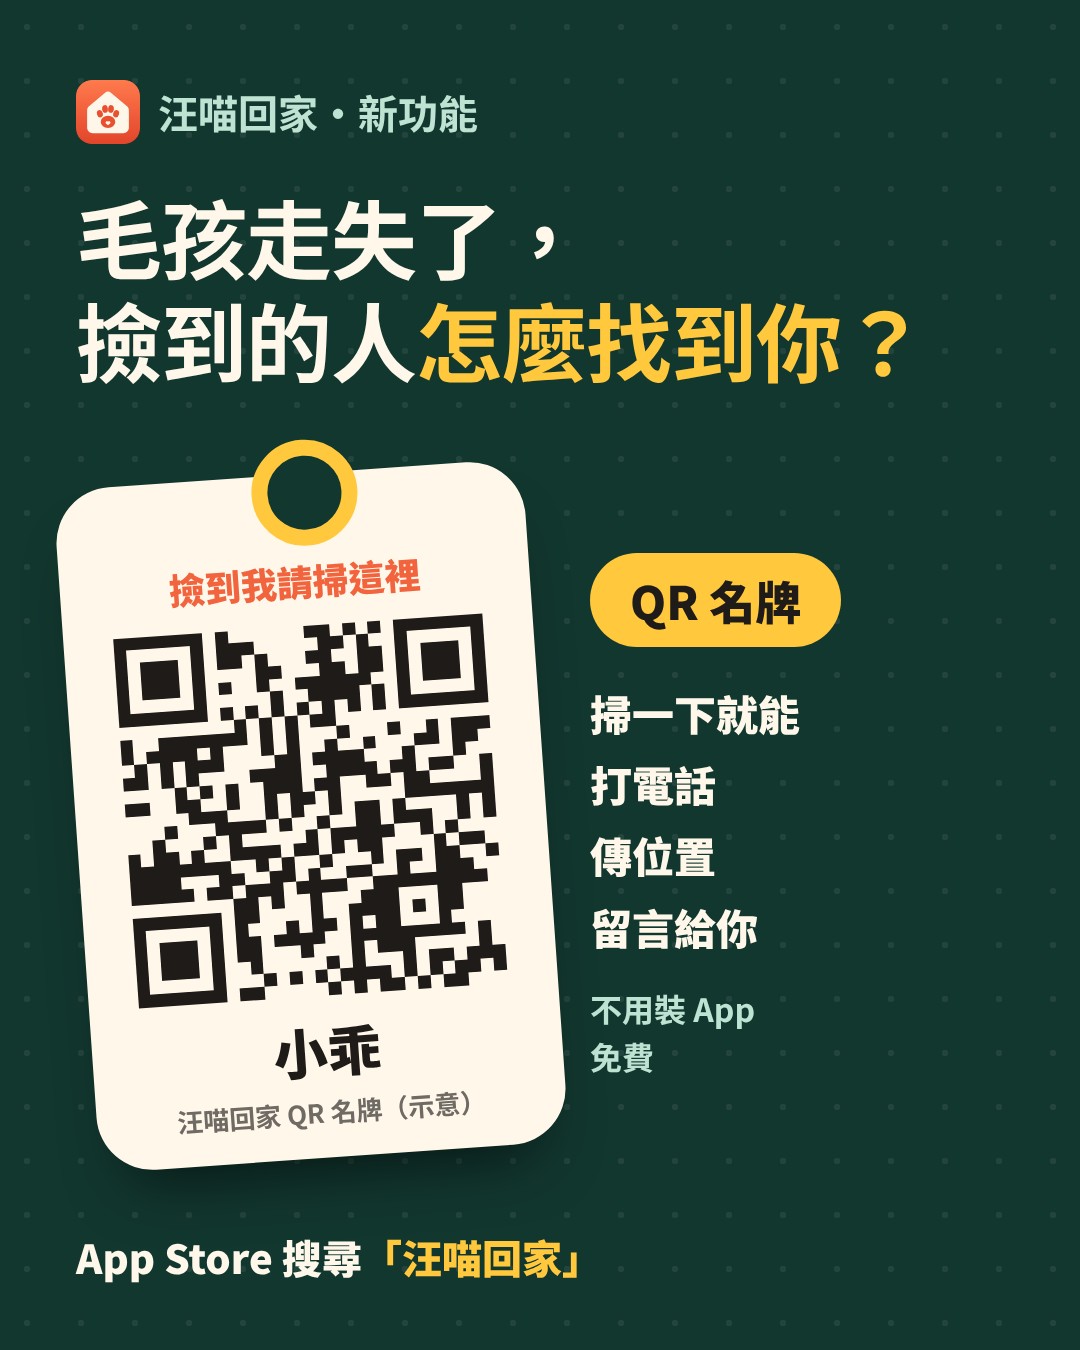 汪喵回家・新功能
毛孩走失了，
撿到的人怎麼找到你？
撿到我請掃這裡
小乖
汪喵回家 QR 名牌（示意）
QR 名牌
掃一下就能
打電話
傳位置
留言給你
不用裝 App
免費
App Store 搜尋「汪喵回家」